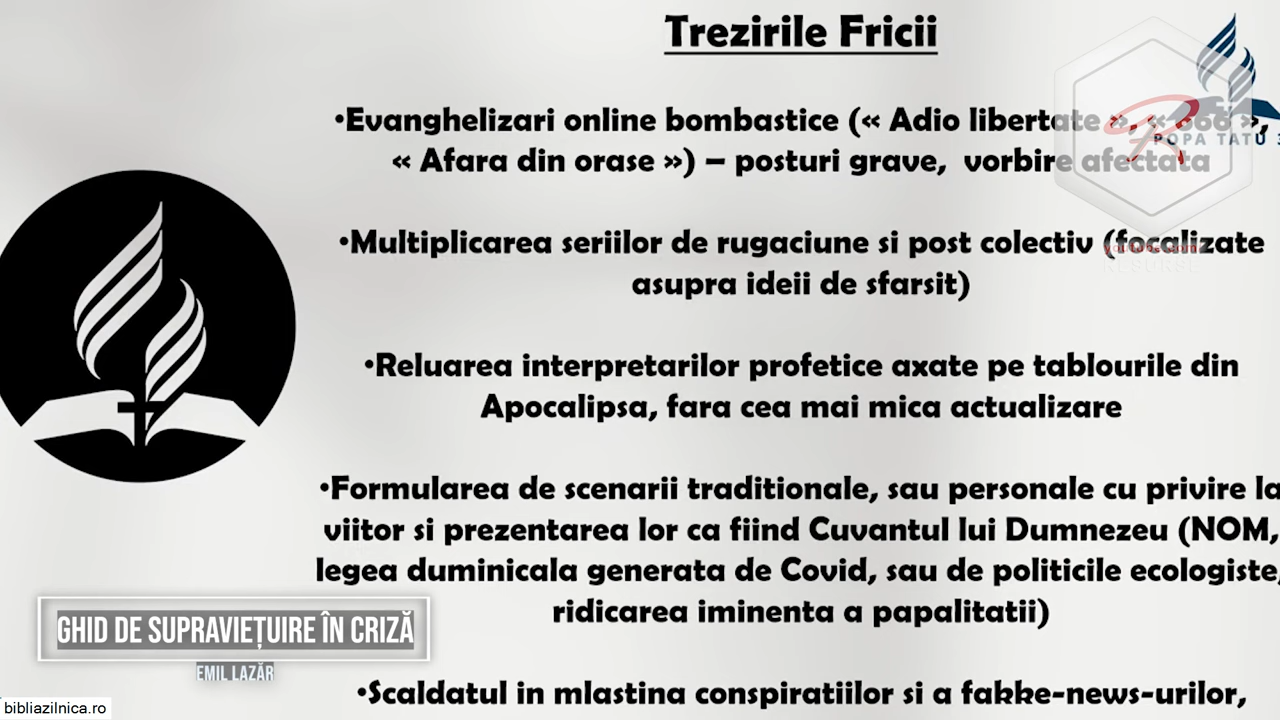 Trezirile Fricii
•Evanghelizari online bombastice (« Adio libertate », « 666 »,
« Afara din orase ») – posturi grave, vorbire afectata
POPA TATU
•Multiplicarea seriilor de rugaciune si post colectiv (focalizate
asupra ideii de sfarsit)
RESURSE
•Reluarea interpretarilor profetice axate pe tablourile din
Apocalipsa, fara cea mai mica actualizare
•Formularea de scenarii traditionale, sau personale cu privire la
viitor si prezentarea lor ca fiind Cuvantul lui Dumnezeu (NOM,
legea duminicala generata de Covid, sau de politicile ecologiste,
ridicarea iminenta a papalitatii)
GHID DE SUPRAVIEȚUIRE ÎN CRIZĂ
EMIL LAZĂR
•Scaldatul in mlastina conspiratiilor si a fakke-news-urilor,
bibliazilnica.ro